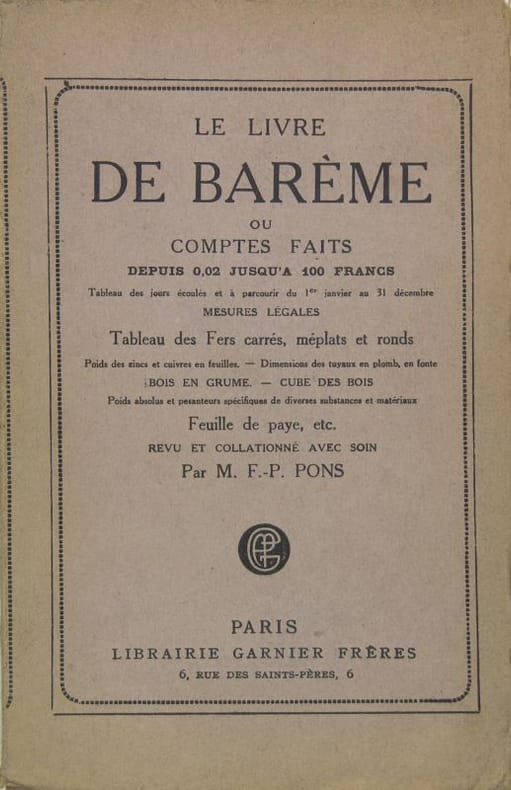 LE LIVRE
DE BARÈME
OU
COMPTES FAITS
DEPUIS 0,02 JUSQU'A 100 FRANCS
Tableau des jours écoulés et à parcourir du 1er janvier au 31 décembre
MESURES LÉGALES
Tableau des Fers carrés, méplats et ronds
Poids des zincs et cuivres en feuilles. — Dimensions des tuyaux en plomb, en fonte
BOIS EN GRUME. — CUBE DES BOIS
Poids absolus et pesanteurs spécifiques de diverses substances et matériaux
Feuille de paye, etc.
REVU ET COLLATIONNÉ AVEC SOIN
Par M. F.-P. PONS
PARIS
LIBRAIRIE GARNIER FRÈRES
6, RUE DES SAINTS-PÈRES, 6